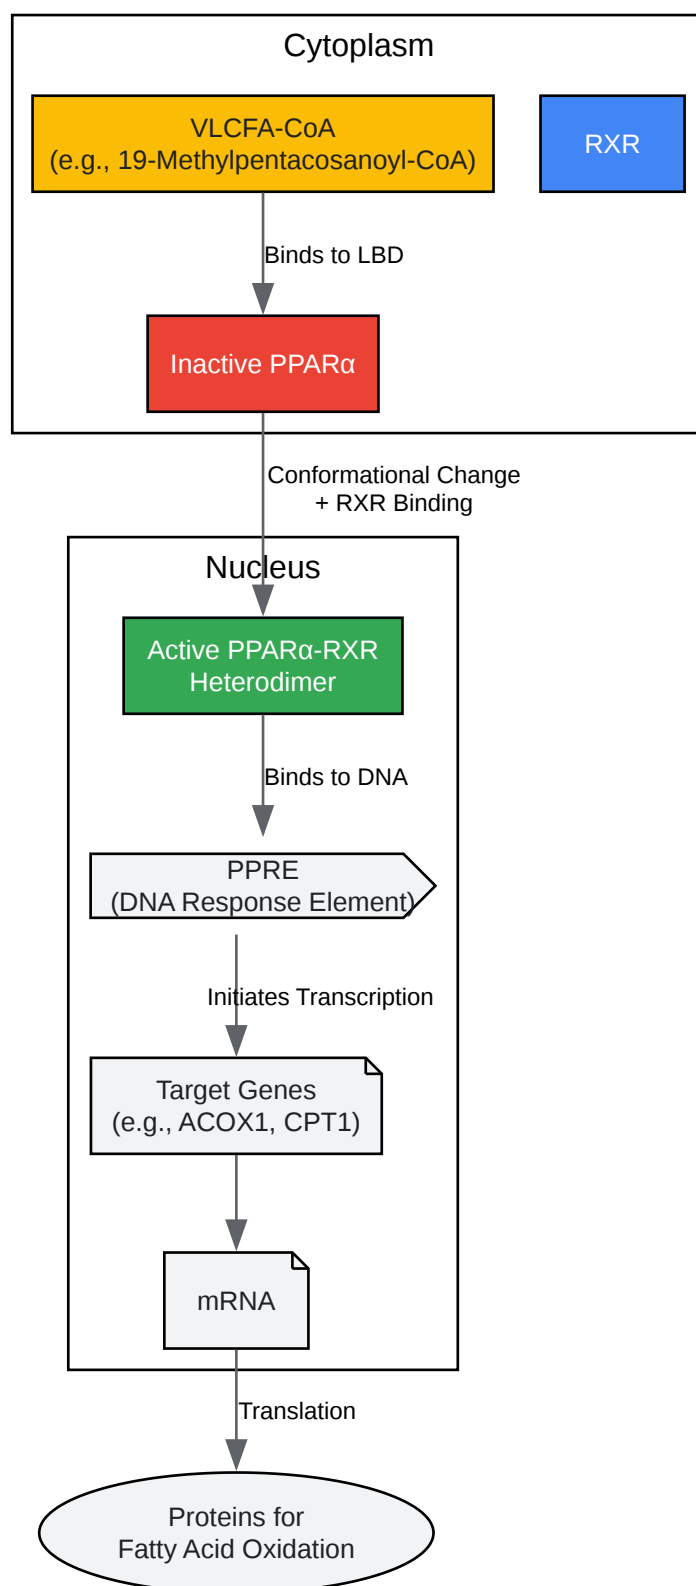 Cytoplasm
VLCFA-CoA
(e.g., 19-Methylpentacosanoyl-CoA)
RXR
Binds to LBD
Inactive PPARα
Conformational Change
+ RXR Binding
Nucleus
Active PPARα-RXR
Heterodimer
Binds to DNA
PPRE
(DNA Response Element)
Initiates Transcription
Target Genes
(e.g., ACOX1, CPT1)
mRNA
Translation
Proteins for
Fatty Acid Oxidation